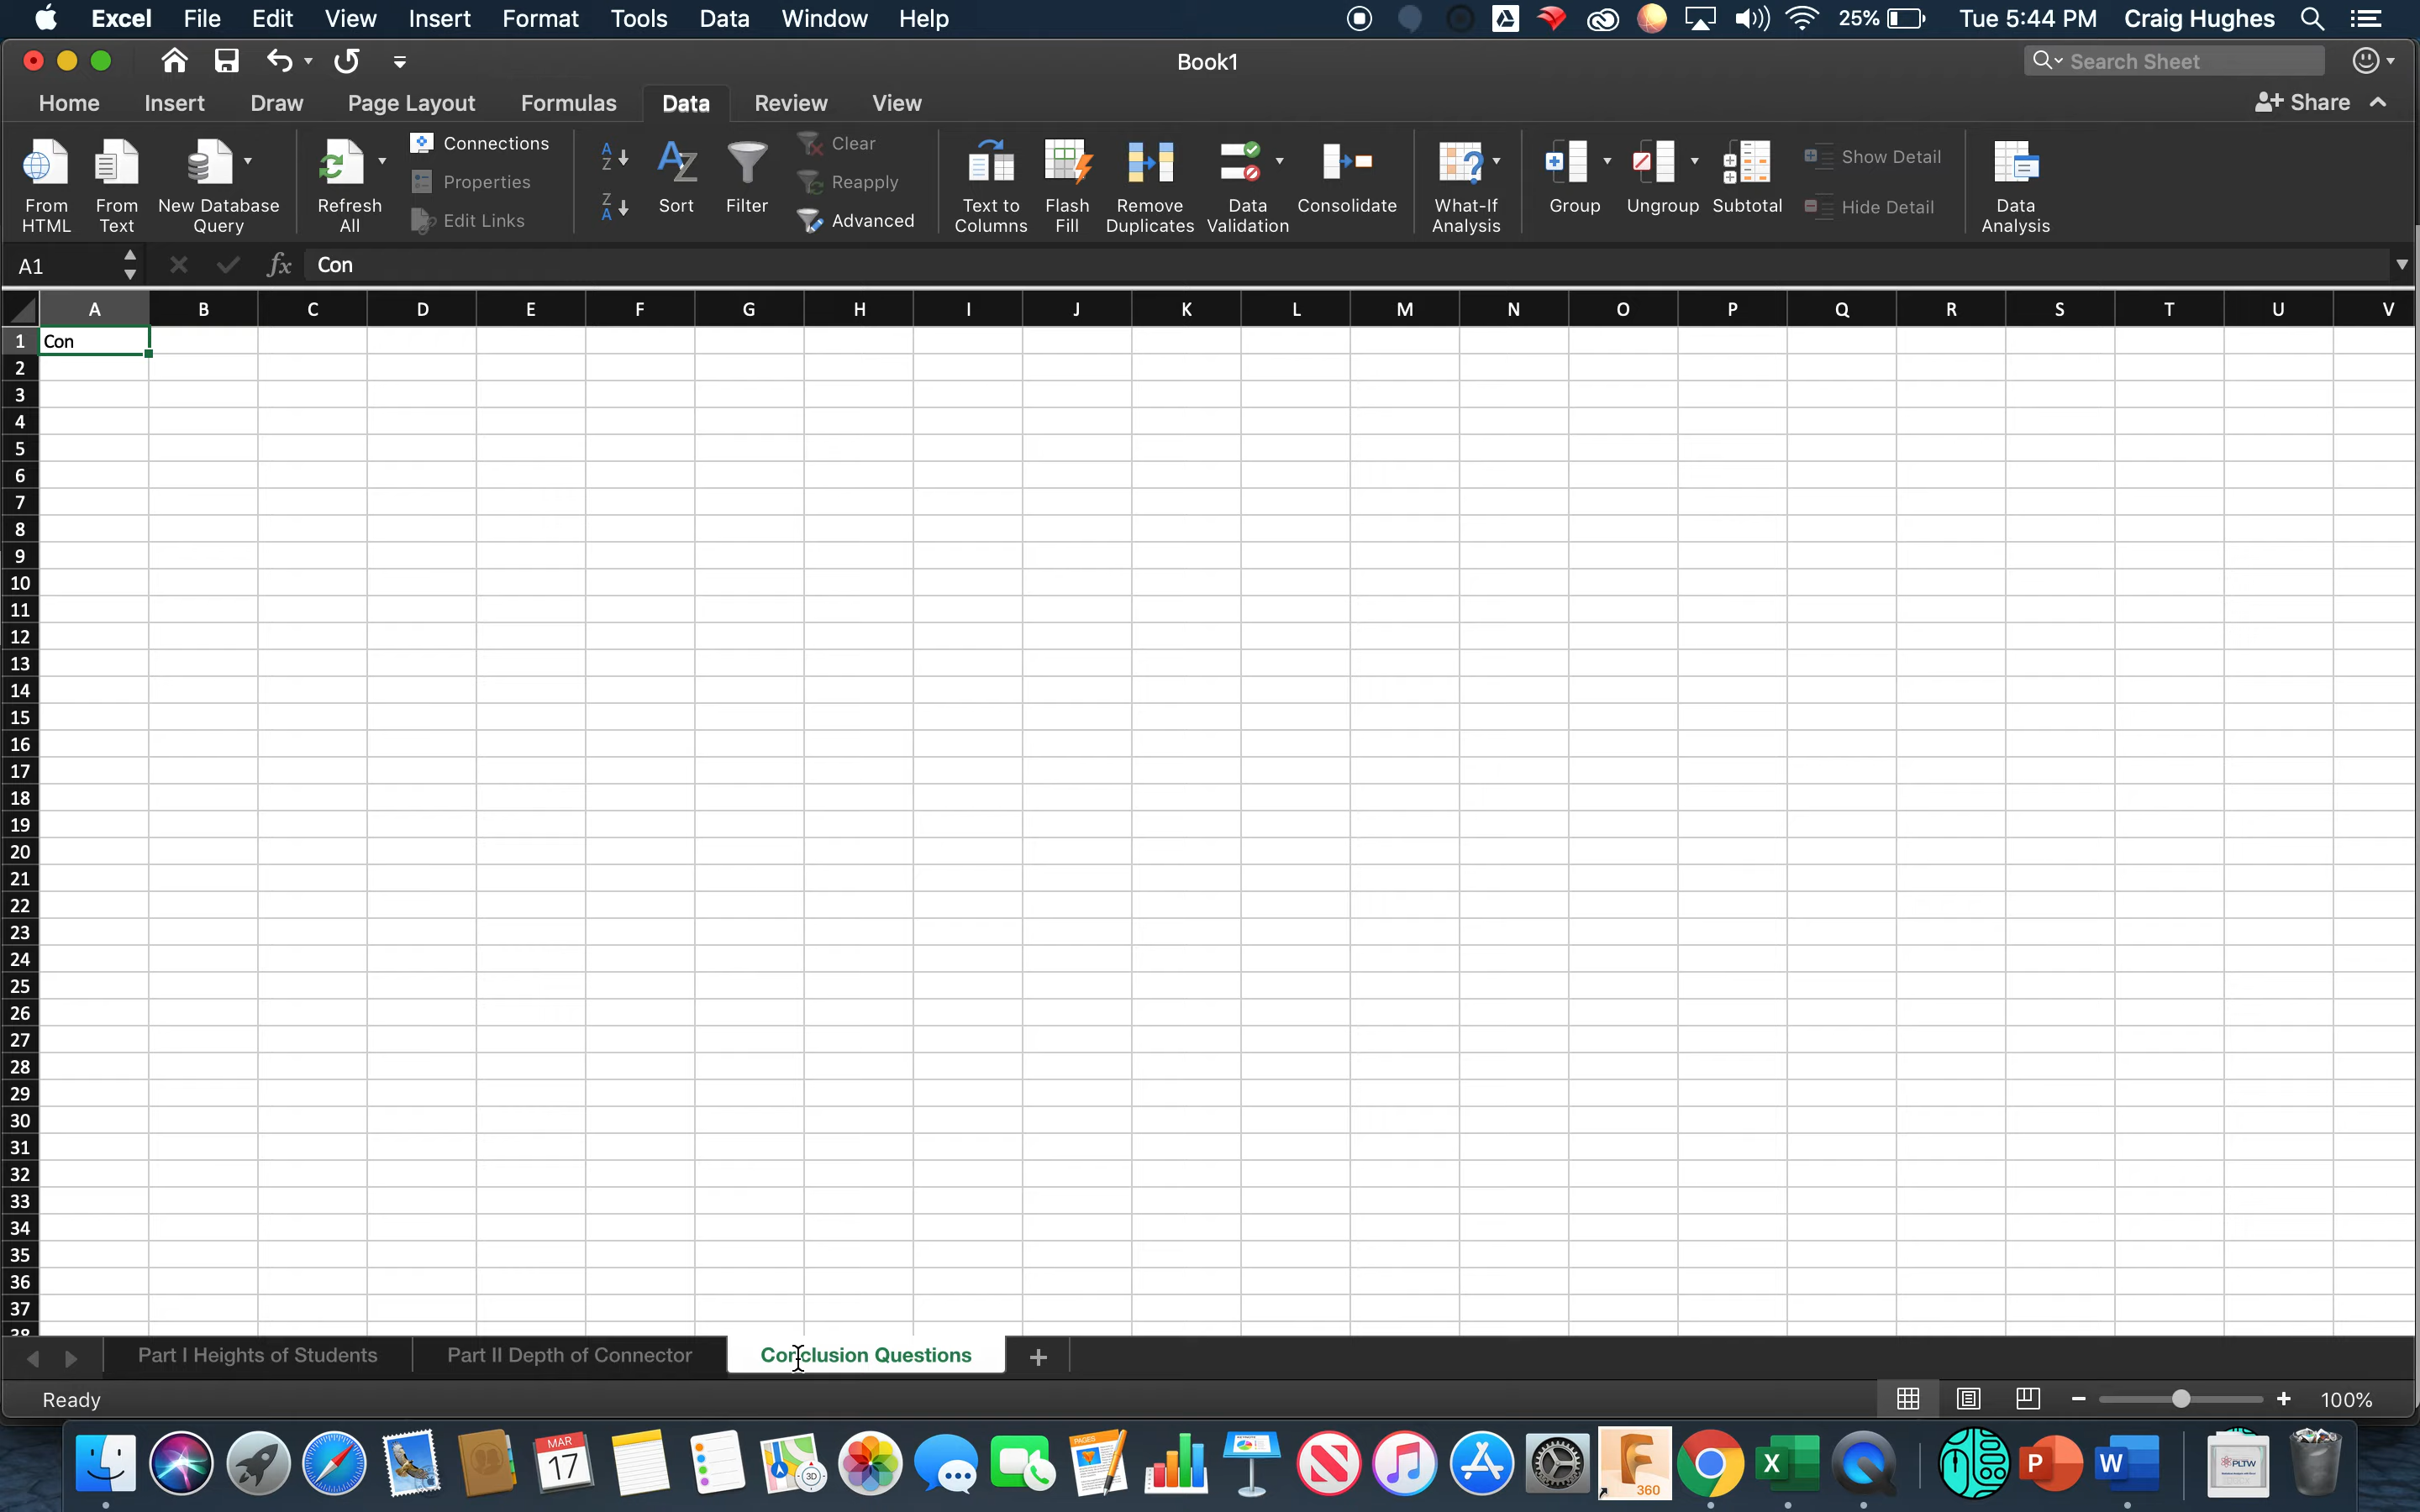 Excel File Edit View Insert Format Tools Data Window Help 25% Tue 5:44 PM Craig Hughes
Book1 Search Sheet
Home Insert Draw Page Layout Formulas Data Review View Share
From HTML
From Text
New Database Query
Refresh All
Connections
Properties
Edit Links
Sort
Filter
Clear
Reapply
Advanced
Text to Columns
Flash Fill
Remove Duplicates
Data Validation
Consolidate
What-If Analysis
Group
Ungroup
Subtotal
Show Detail
Hide Detail
Data Analysis
A1 fx Con
A B C D E F G H I J K L M N O P Q R S T U V
1 Con
2
3
4
5
6
7
8
9
10
11
12
13
14
15
16
17
18
19
20
21
22
23
24
25
26
27
28
29
30
31
32
33
34
35
36
37
38
Part I Heights of Students Part II Depth of Connector Conclusion Questions +
Ready 100%
MAR
17
3D
PAGES
360
X
P
W
PLTW